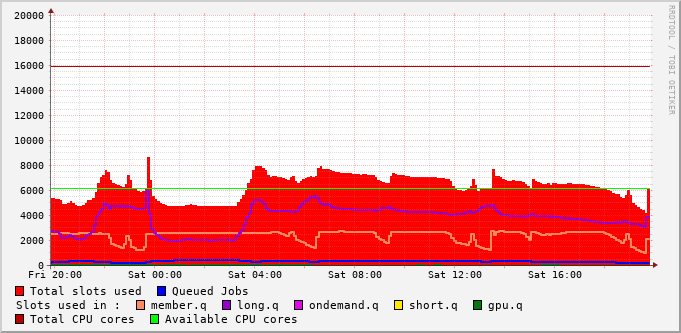 RRDTOOL / TOBI OETIKER
20000
18000
16000
14000
12000
10000
8000
6000
4000
2000
0
Fri 20:00 Sat 00:00 Sat 04:00 Sat 08:00 Sat 12:00 Sat 16:00
Total slots used Queued Jobs
Slots used in : member.q long.q ondemand.q short.q gpu.q
Total CPU cores Available CPU cores